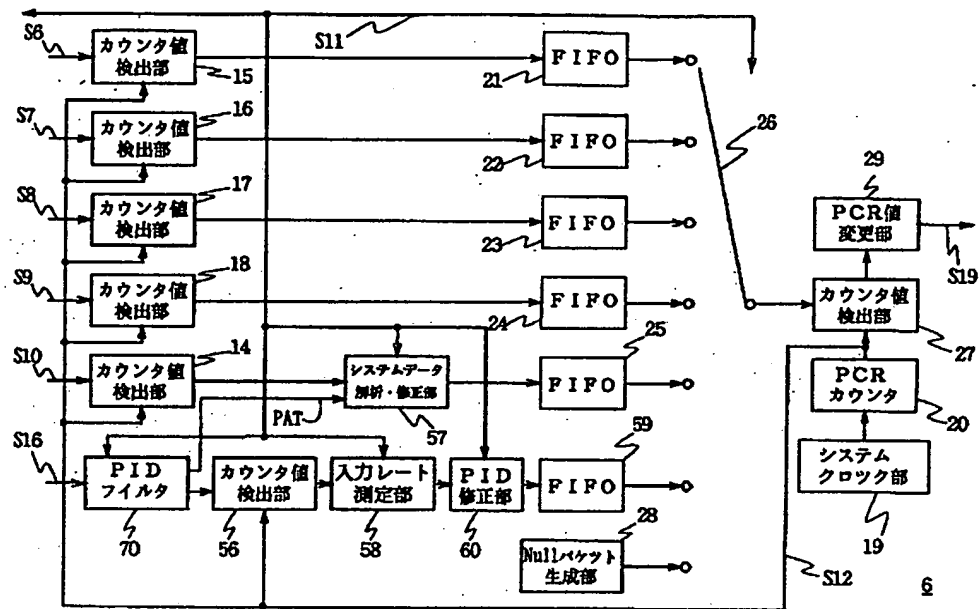 S11
S6
カウンタ値
検出部
15
FIFO
21
S7
カウンタ値
検出部
16
FIFO
22
26
S8
カウンタ値
検出部
17
FIFO
23
29
PCR値
変更部
S19
S9
カウンタ値
検出部
18
FIFO
24
カウンタ値
検出部
27
S10
カウンタ値
検出部
14
システムデータ
解析・修正部
57
PAT
FIFO
25
PCR
カウンタ
20
S16
PID
フイルタ
70
カウンタ値
検出部
56
入力レート
測定部
58
PID
修正部
60
FIFO
59
システム
クロツク部
19
Nullパケット
生成部
28
S12
6